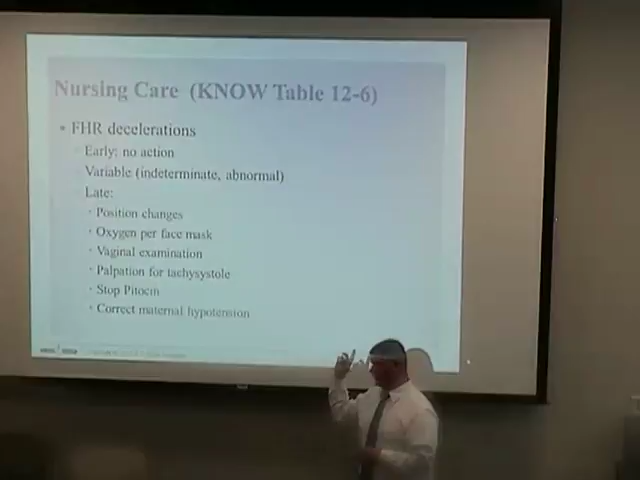 Nursing Care (KNOW Table 12-6)
FHR decelerations
Early: no action
Variable (indeterminate, abnormal)
Late:
Position changes
Oxygen per face mask
Vaginal examination
Palpation for tachysystole
Stop Pitocin
Correct maternal hypotension